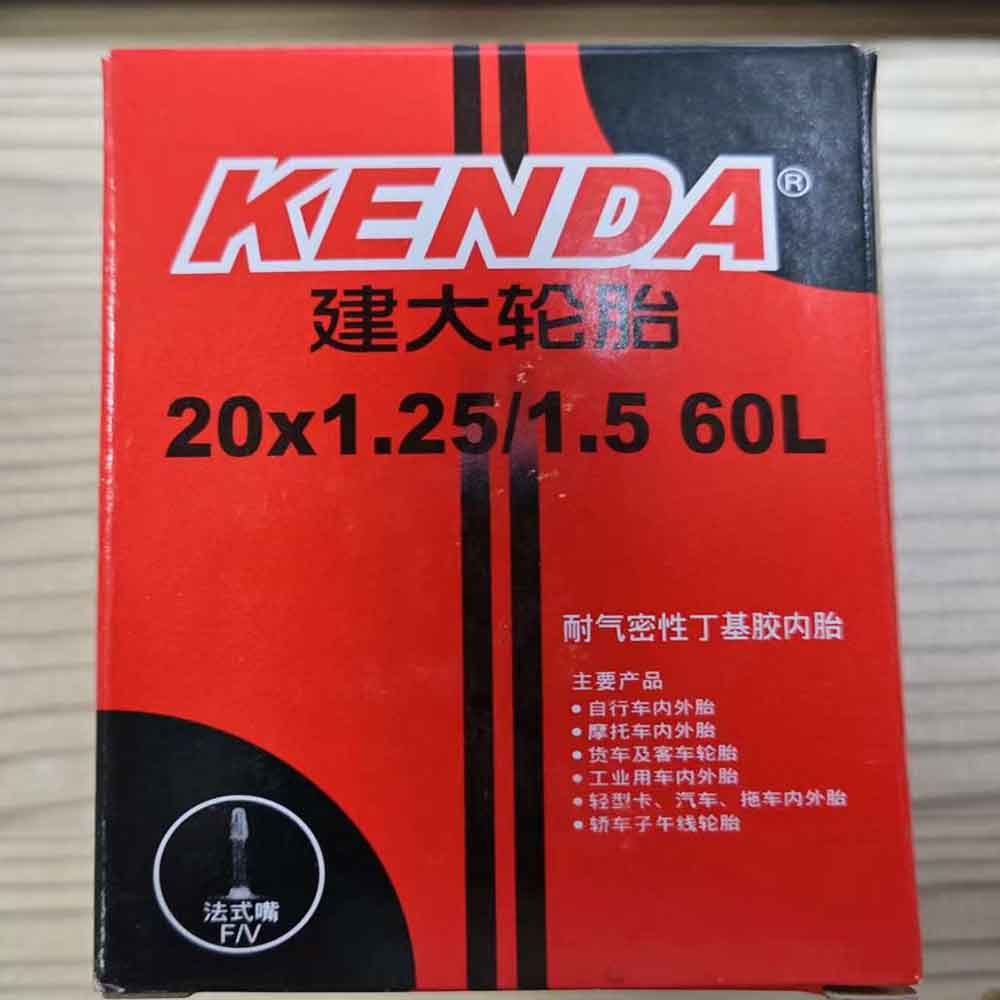 KENDA®
建大轮胎
20x1.25/1.5 60L
耐气密性丁基胶内胎
主要产品
• 自行车内外胎
• 摩托车内外胎
• 货车及客车轮胎
• 工业用车内外胎
• 轻型卡、汽车、拖车内外胎
• 轿车子午线轮胎
法式嘴
F/V